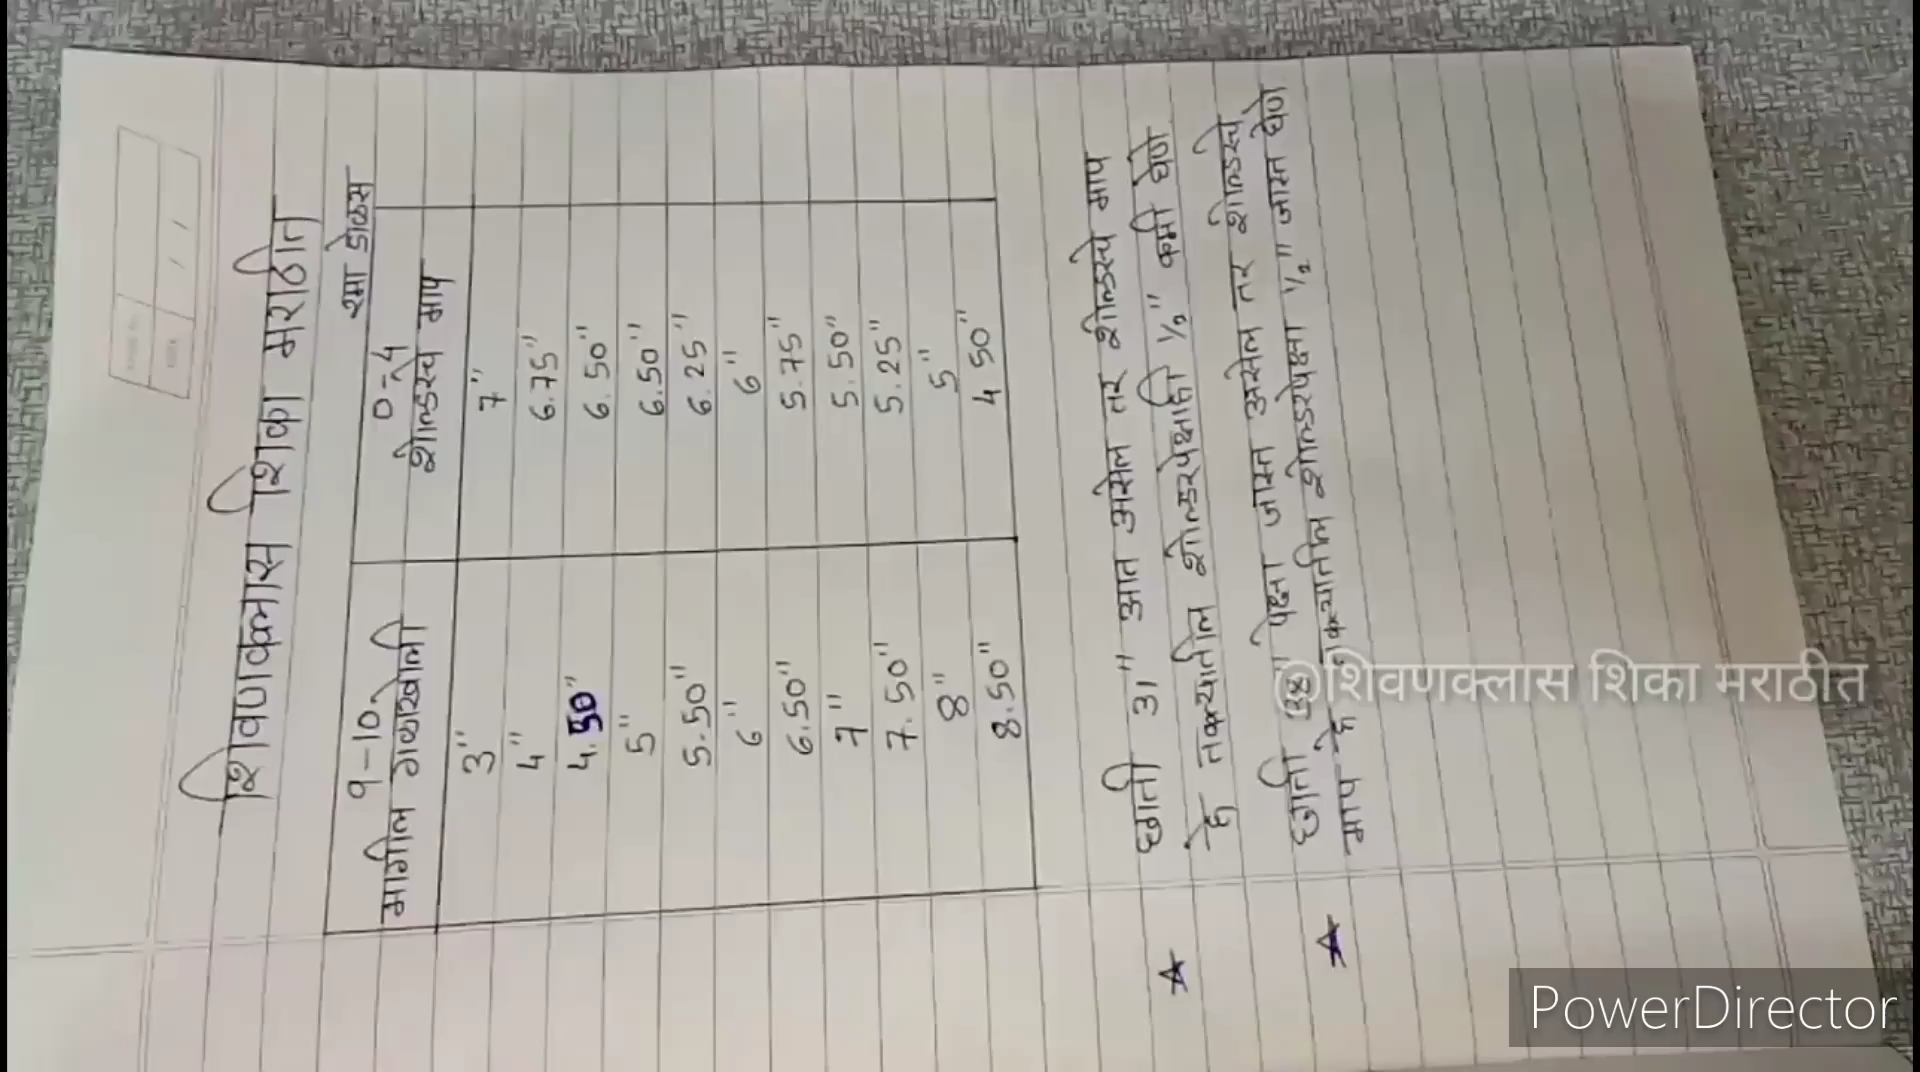 शिवणक्लास शिका मराठीत
रमा डोळस
9-10 0-4
मागील गळाखोली शोल्डरचे माप
3" 7"
4" 6.75"
4.50" 6.50"
5" 6.50"
5.50" 6.25"
6" 6"
6.50" 5.75"
7" 5.50"
7.50" 5.25"
8" 5"
8.50" 4.50"
☆ छाती 31" आत असेल तर शोल्डरचे माप
हे तक्त्यातील शोल्डरपेक्षाही 1/2" कमी घेणे
☆ छाती 38" पेक्षा जास्त असेल तर शोल्डरचे
माप हे तक्त्यातील शोल्डरपेक्षा 1/2" जास्त घेणे
@शिवणक्लास शिका मराठीत
PowerDirector